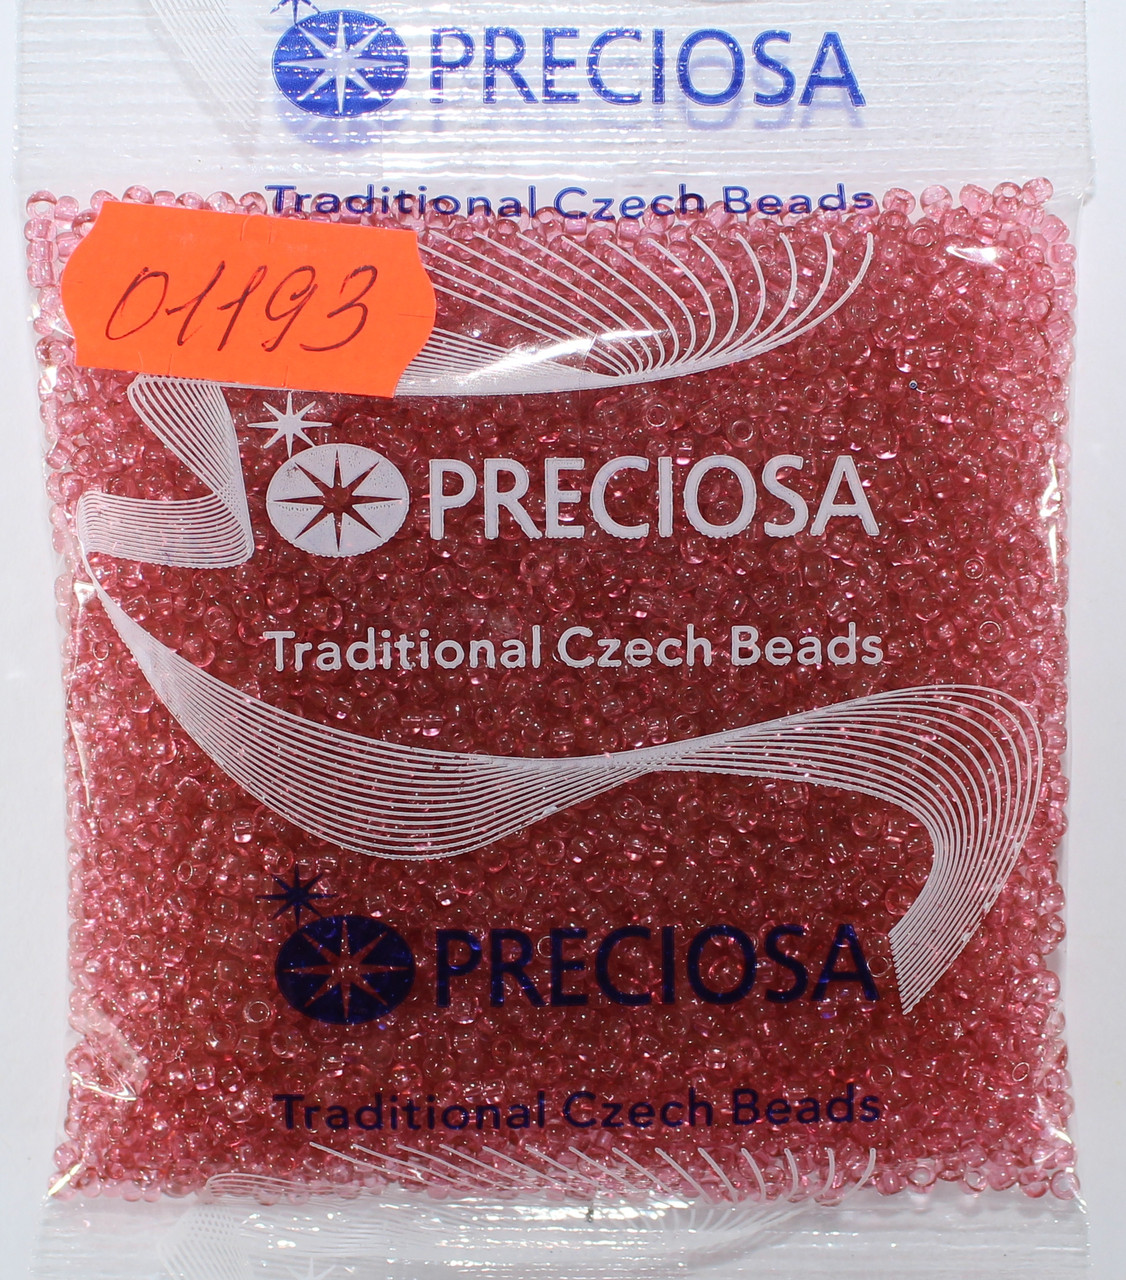 PRECIOSA
Traditional Czech Beads
01193
PRECIOSA
Traditional Czech Beads
PRECIOSA
Traditional Czech Beads